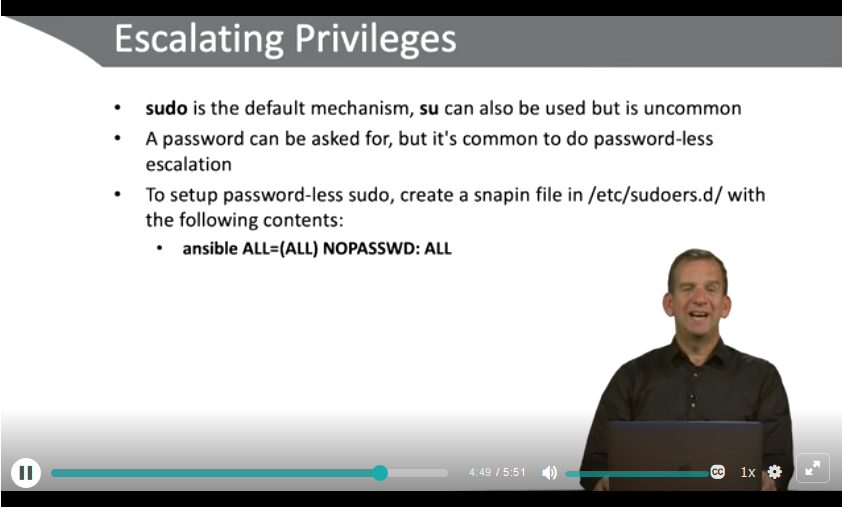 Escalating Privileges
• sudo is the default mechanism, su can also be used but is uncommon
• A password can be asked for, but it's common to do password-less
escalation
• To setup password-less sudo, create a snapin file in /etc/sudoers.d/ with
the following contents:
• ansible ALL=(ALL) NOPASSWD: ALL
4:49 / 5:51 CC 1x